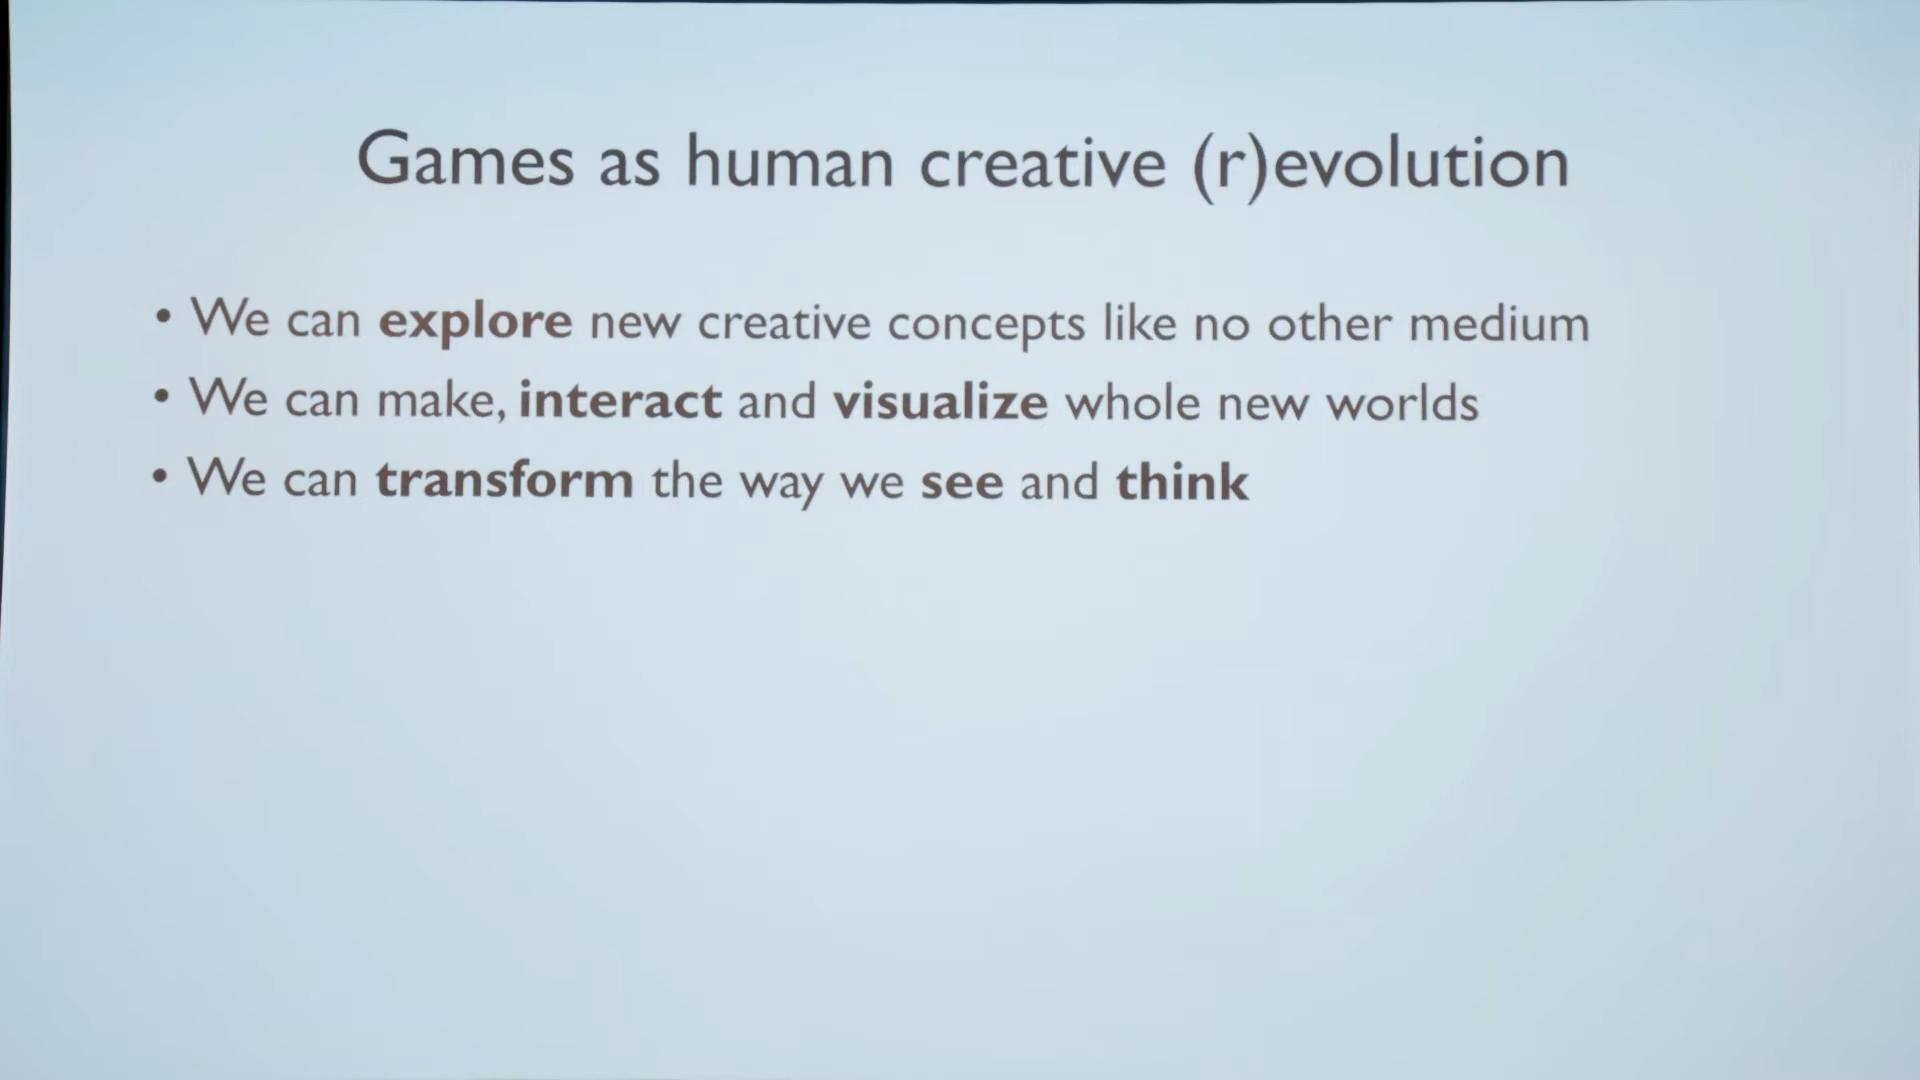 Games as human creative (r)evolution
• We can explore new creative concepts like no other medium
• We can make, interact and visualize whole new worlds
• We can transform the way we see and think